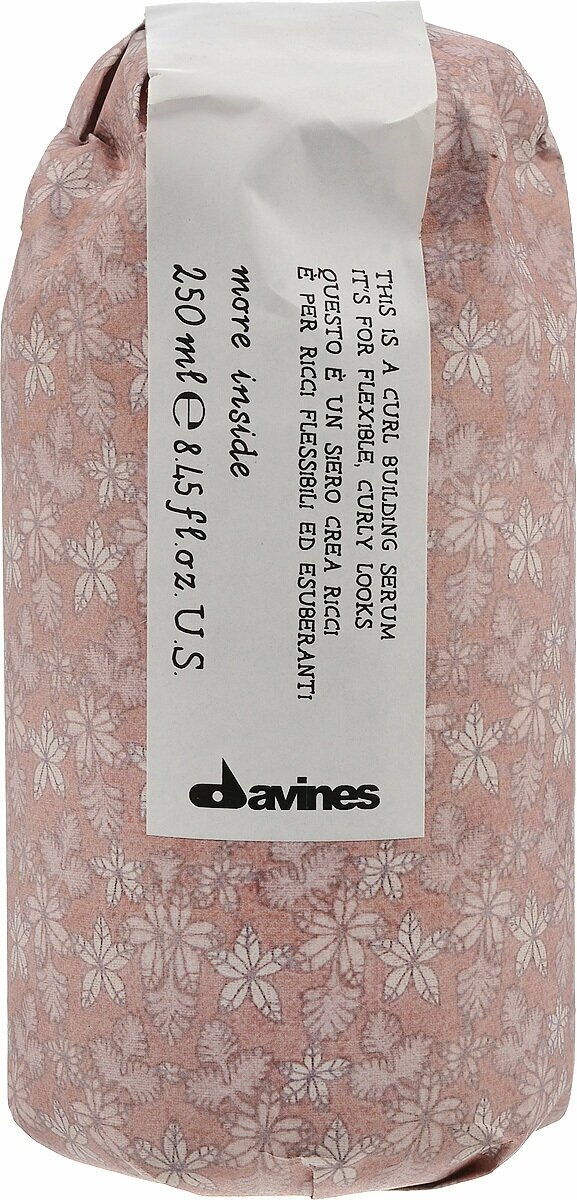 THIS IS A CURL BUILDING SERUM
IT'S FOR FLEXIBLE, CURLY LOOKS
QUESTO È UN SIERO CREA RICCI
È PER RICCI FLESSIBILI ED ESUBERANTI
more inside
250 ml ℮ 8.45 fl.oz. U.S.
davines